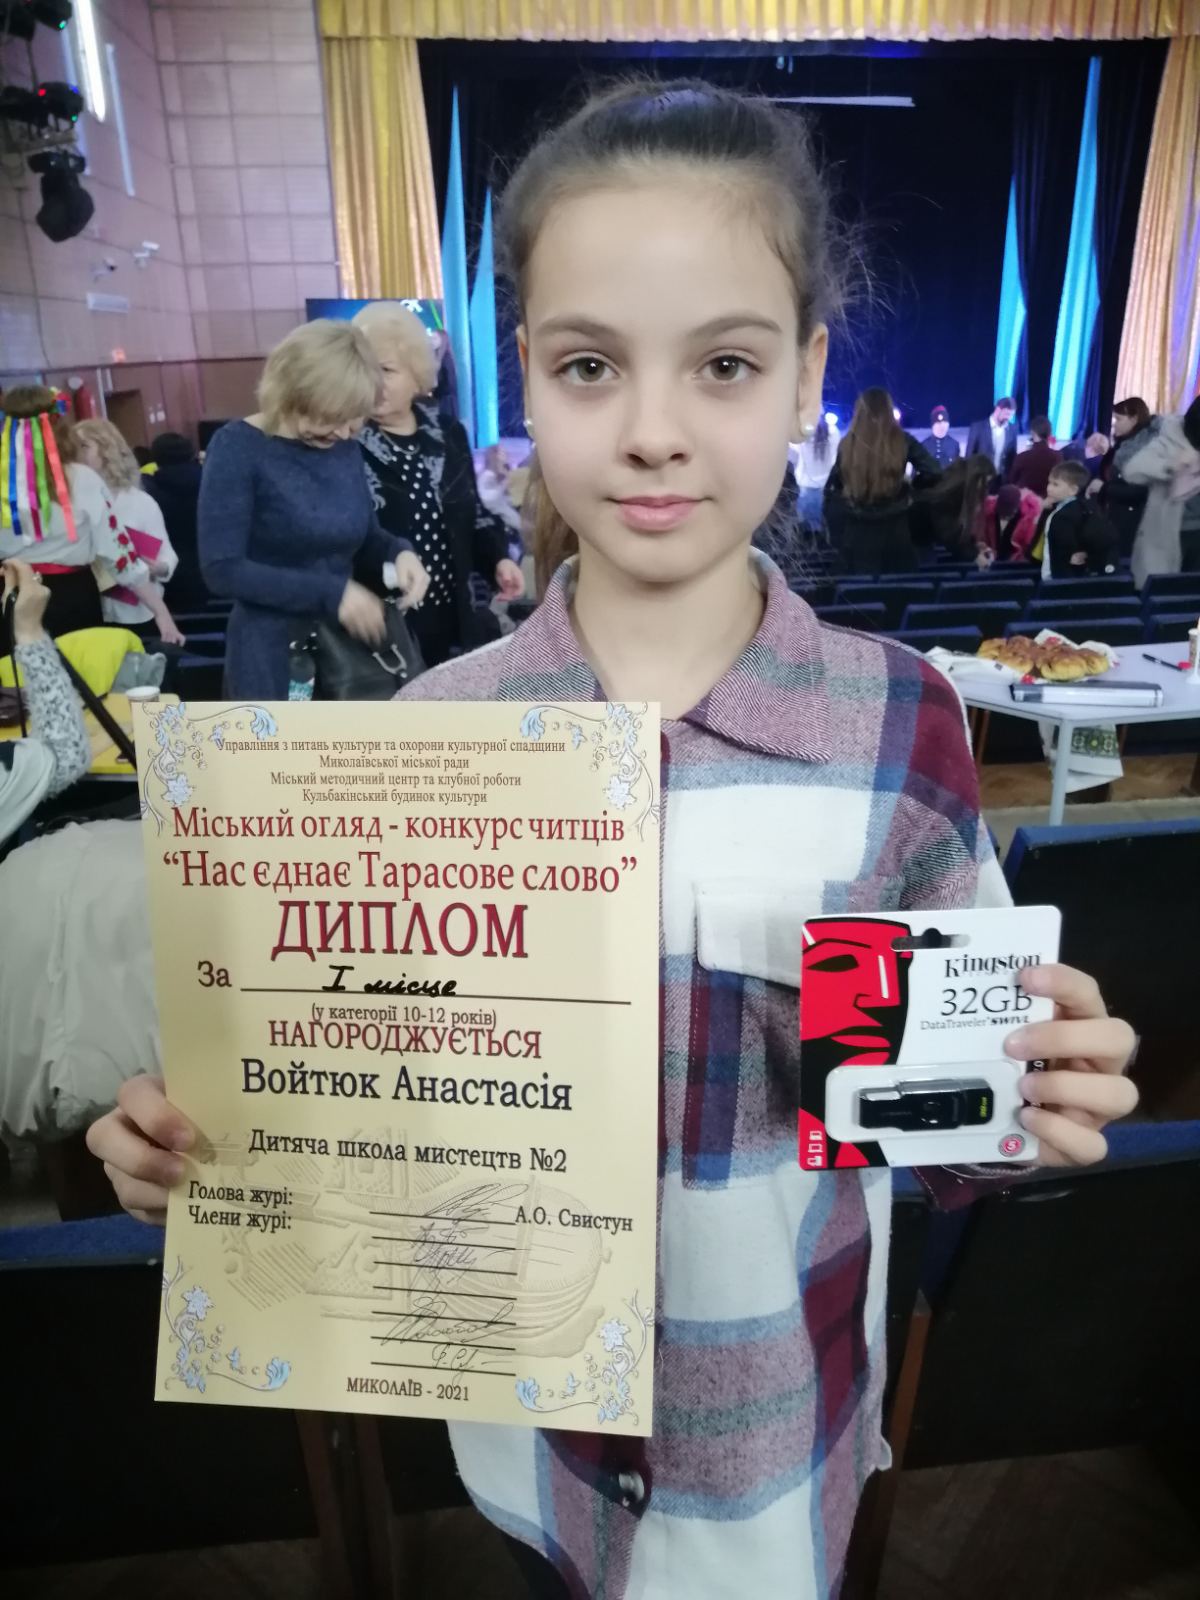 Управління з питань культури та охорони культурної спадщини
Миколаївської міської ради
Міський методичний центр та клубної роботи
Кульбакінський будинок культури
Міський огляд - конкурс читців
“Нас єднає Тарасове слово”
ДИПЛОМ
За І місце
(у категорії 10-12 років)
НАГОРОДЖУЄТЬСЯ
Войтюк Анастасія
Дитяча школа мистецтв №2
Голова журі: А.О. Свистун
Члени журі:
МИКОЛАЇВ - 2021
Kingston
32GB
DataTraveler SWIVL
5